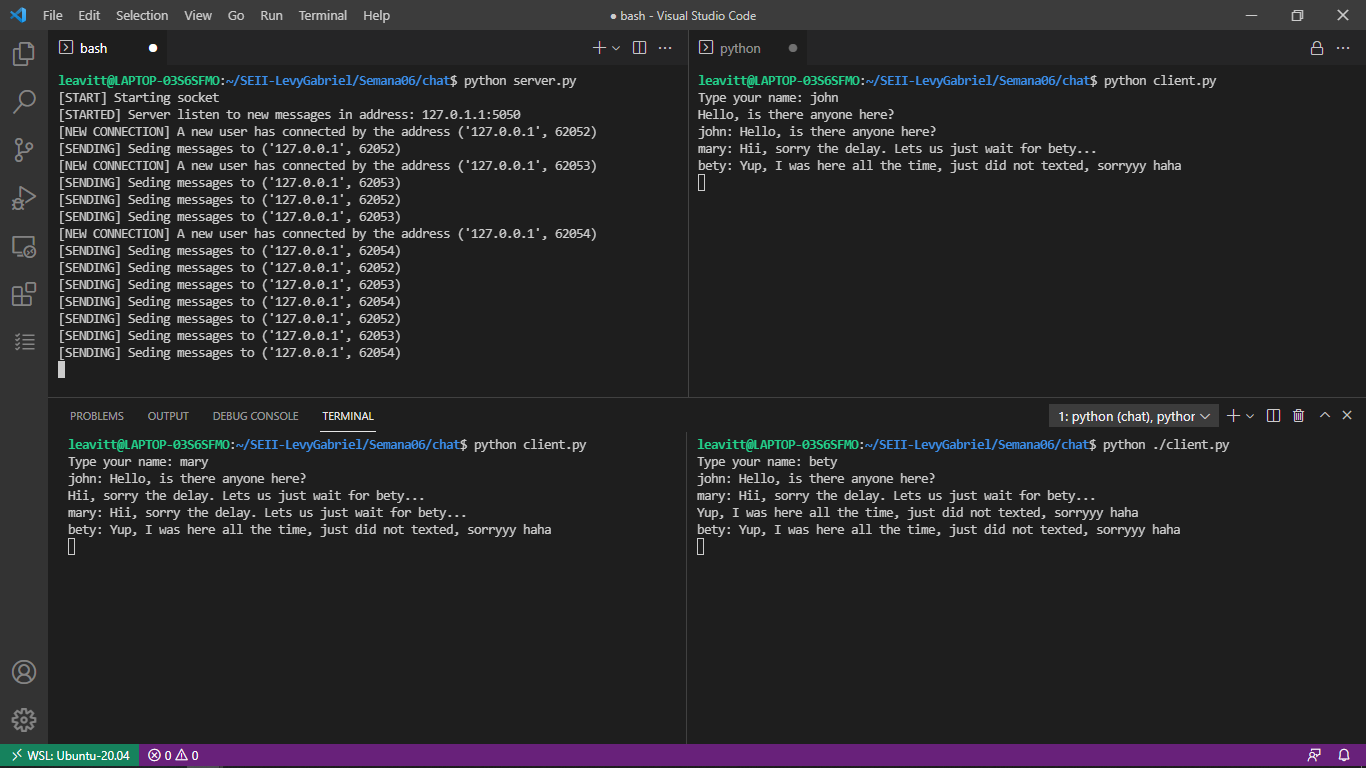 File Edit Selection View Go Run Terminal Help
● bash - Visual Studio Code
bash
python
leavitt@LAPTOP-03S6SFMO:~/SEII-LevyGabriel/Semana06/chat$ python server.py
[START] Starting socket
[STARTED] Server listen to new messages in address: 127.0.1.1:5050
[NEW CONNECTION] A new user has connected by the address ('127.0.0.1', 62052)
[SENDING] Seding messages to ('127.0.0.1', 62052)
[NEW CONNECTION] A new user has connected by the address ('127.0.0.1', 62053)
[SENDING] Seding messages to ('127.0.0.1', 62053)
[SENDING] Seding messages to ('127.0.0.1', 62052)
[SENDING] Seding messages to ('127.0.0.1', 62053)
[NEW CONNECTION] A new user has connected by the address ('127.0.0.1', 62054)
[SENDING] Seding messages to ('127.0.0.1', 62054)
[SENDING] Seding messages to ('127.0.0.1', 62052)
[SENDING] Seding messages to ('127.0.0.1', 62053)
[SENDING] Seding messages to ('127.0.0.1', 62054)
[SENDING] Seding messages to ('127.0.0.1', 62052)
[SENDING] Seding messages to ('127.0.0.1', 62053)
[SENDING] Seding messages to ('127.0.0.1', 62054)
leavitt@LAPTOP-03S6SFMO:~/SEII-LevyGabriel/Semana06/chat$ python client.py
Type your name: john
Hello, is there anyone here?
john: Hello, is there anyone here?
mary: Hii, sorry the delay. Lets us just wait for bety...
bety: Yup, I was here all the time, just did not texted, sorryyy haha
PROBLEMS OUTPUT DEBUG CONSOLE TERMINAL
1: python (chat), python
leavitt@LAPTOP-03S6SFMO:~/SEII-LevyGabriel/Semana06/chat$ python client.py
Type your name: mary
john: Hello, is there anyone here?
Hii, sorry the delay. Lets us just wait for bety...
mary: Hii, sorry the delay. Lets us just wait for bety...
bety: Yup, I was here all the time, just did not texted, sorryyy haha
leavitt@LAPTOP-03S6SFMO:~/SEII-LevyGabriel/Semana06/chat$ python ./client.py
Type your name: bety
john: Hello, is there anyone here?
mary: Hii, sorry the delay. Lets us just wait for bety...
Yup, I was here all the time, just did not texted, sorryyy haha
bety: Yup, I was here all the time, just did not texted, sorryyy haha
WSL: Ubuntu-20.04 0 0